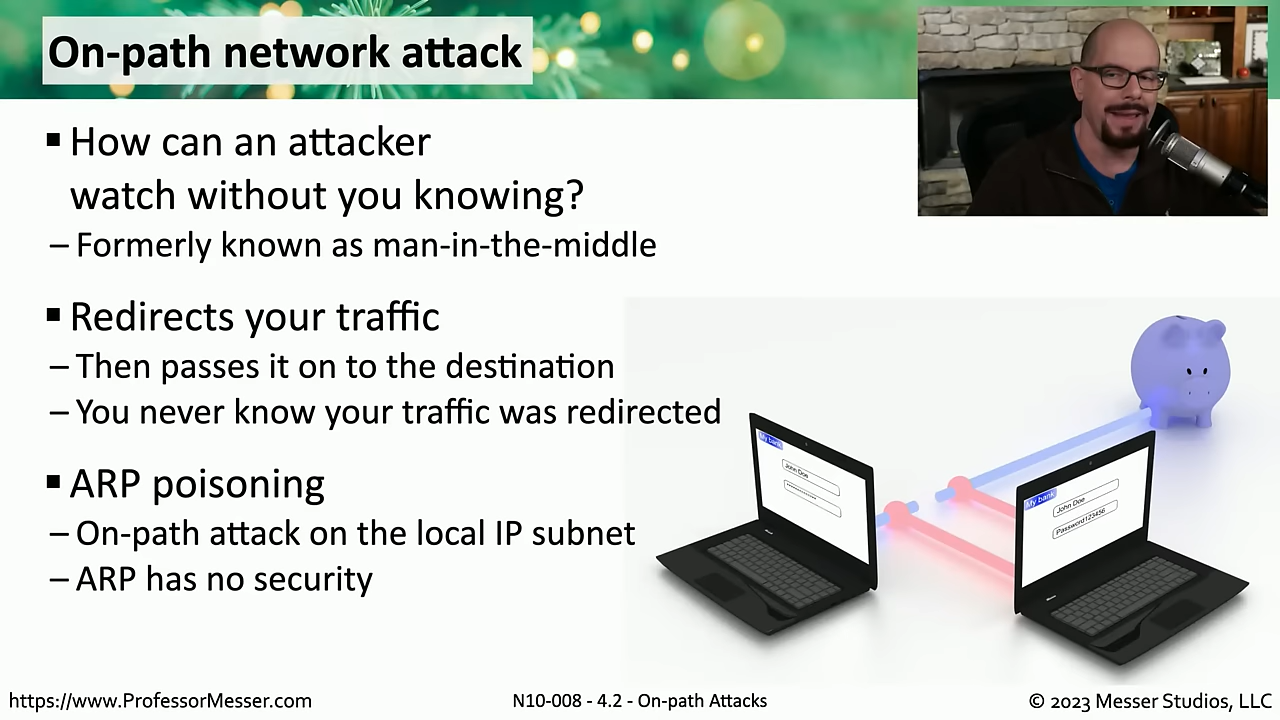 On-path network attack
▪ How can an attacker
watch without you knowing?
– Formerly known as man-in-the-middle
▪ Redirects your traffic
– Then passes it on to the destination
– You never know your traffic was redirected
▪ ARP poisoning
– On-path attack on the local IP subnet
– ARP has no security
My bank
John Doe
My bank
John Doe
Password123456
https://www.ProfessorMesser.com
N10-008 - 4.2 - On-path Attacks
© 2023 Messer Studios, LLC